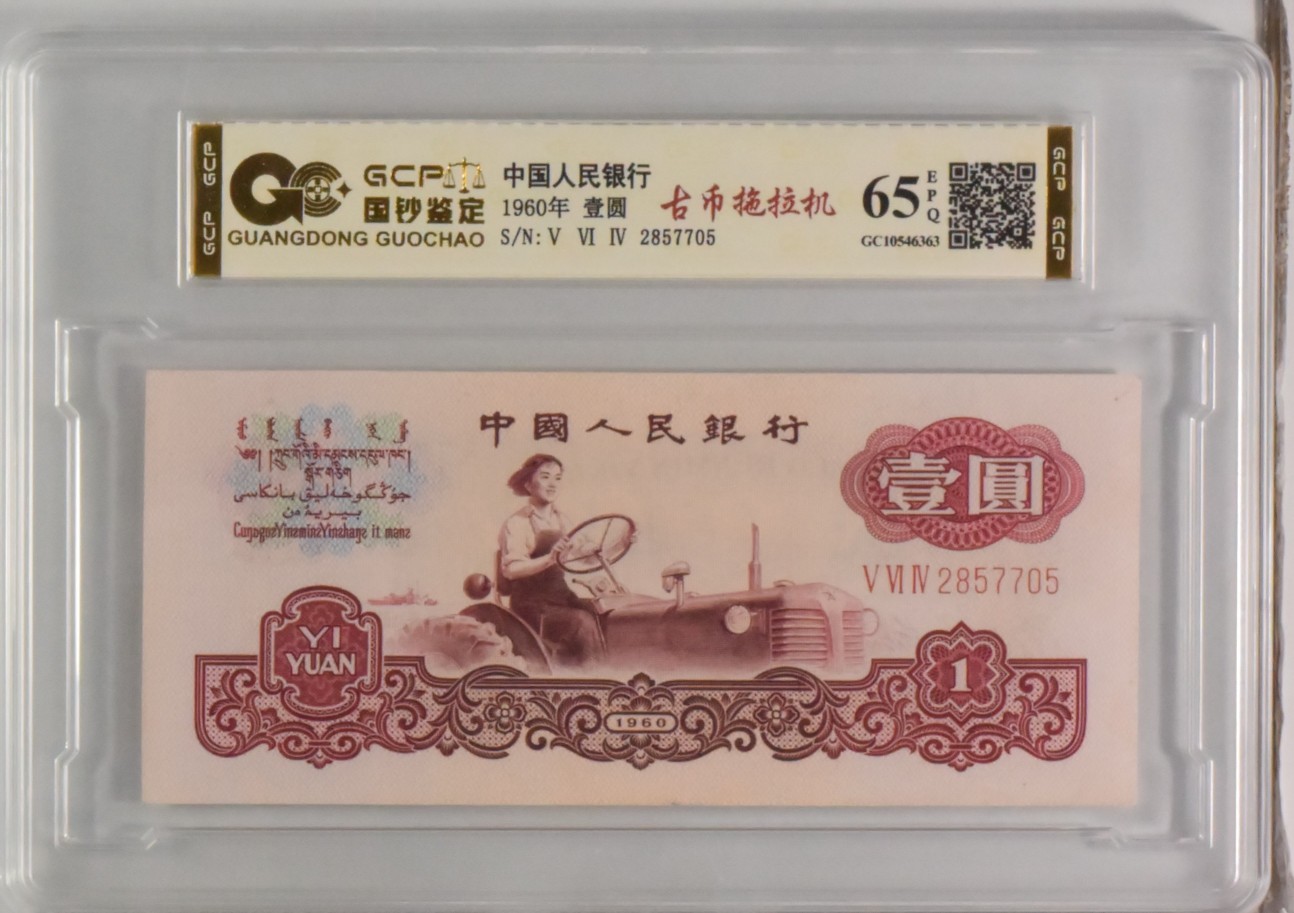 GCP
国钞鉴定
GUANGDONG GUOCHAO
中国人民银行
1960年 壹圆
S/N: V VI IV 2857705
古币拖拉机
65
EPQ
GC10546363
GCP GCP
GCP GCP
中國人民銀行
壹圓
V VI IV 2857705
YI
YUAN
1
1960